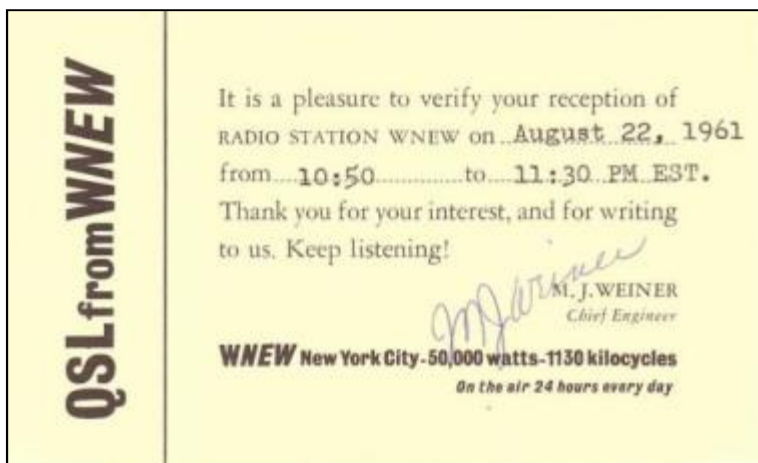 QSL from WNEW
It is a pleasure to verify your reception of
RADIO STATION WNEW on August 22, 1961
from 10:50 to 11:30 PM EST.
Thank you for your interest, and for writing
to us. Keep listening!
MJWeiner
M. J. WEINER
Chief Engineer
WNEW New York City-50,000 watts-1130 kilocycles
On the air 24 hours every day